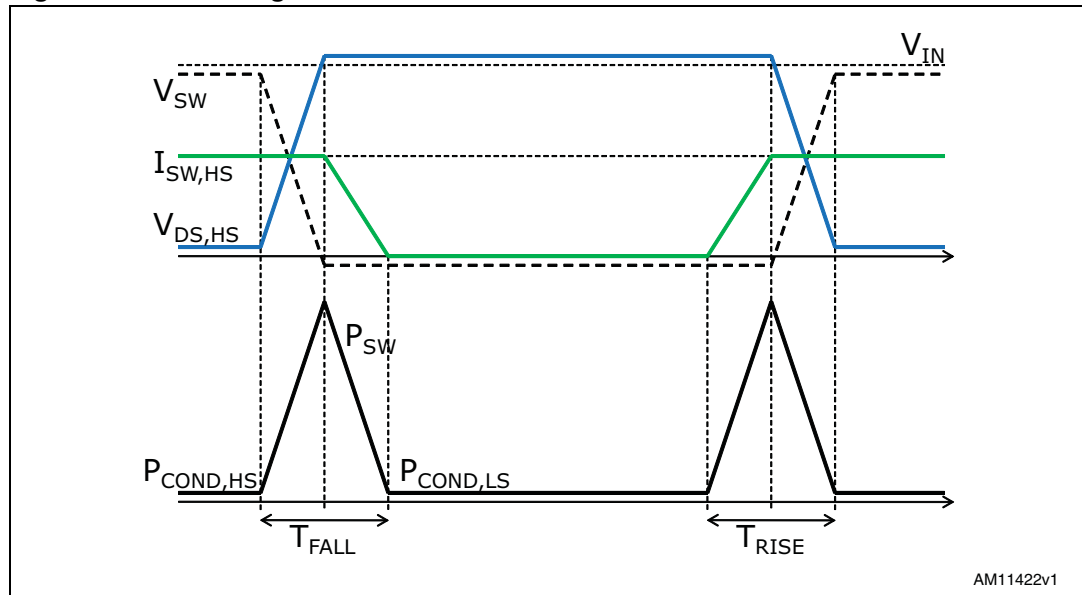 V_IN
V_SW
I_SW,HS
V_DS,HS
P_SW
P_COND,HS
P_COND,LS
T_FALL
T_RISE
AM11422v1